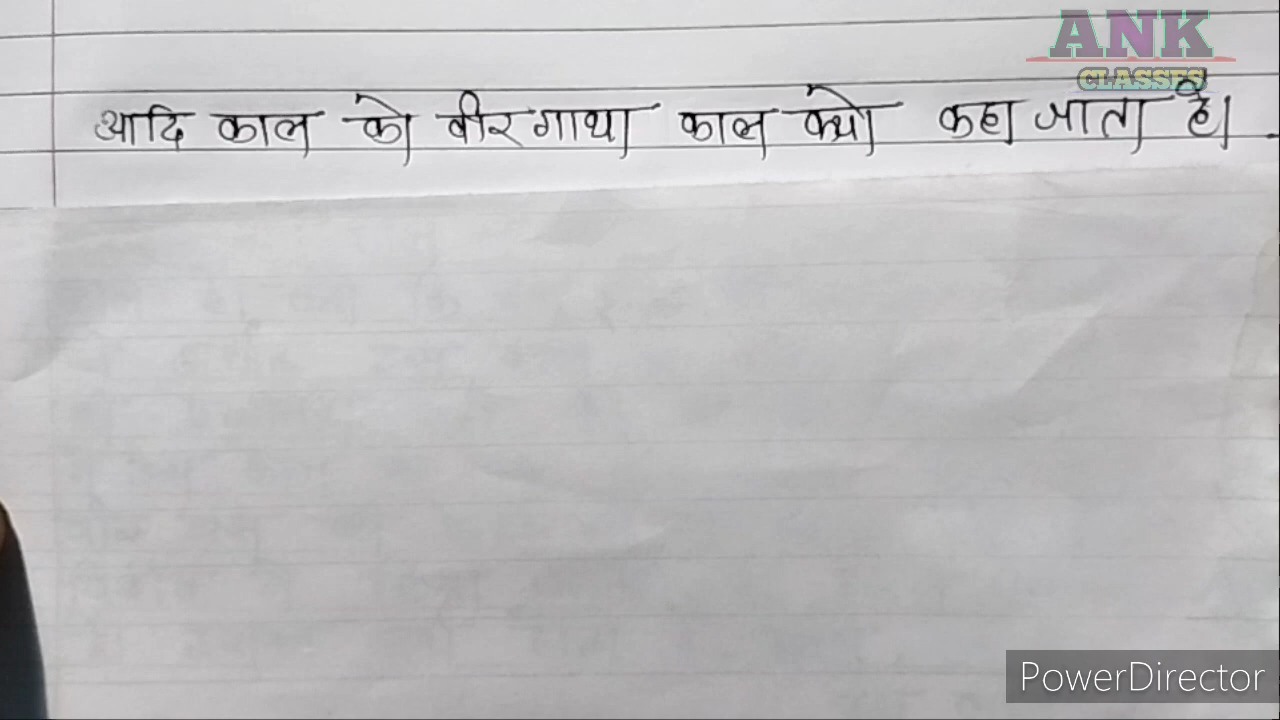 ANK
CLASSES
आदि काल को वीरगाथा काल क्यो कहा जाता है।
PowerDirector